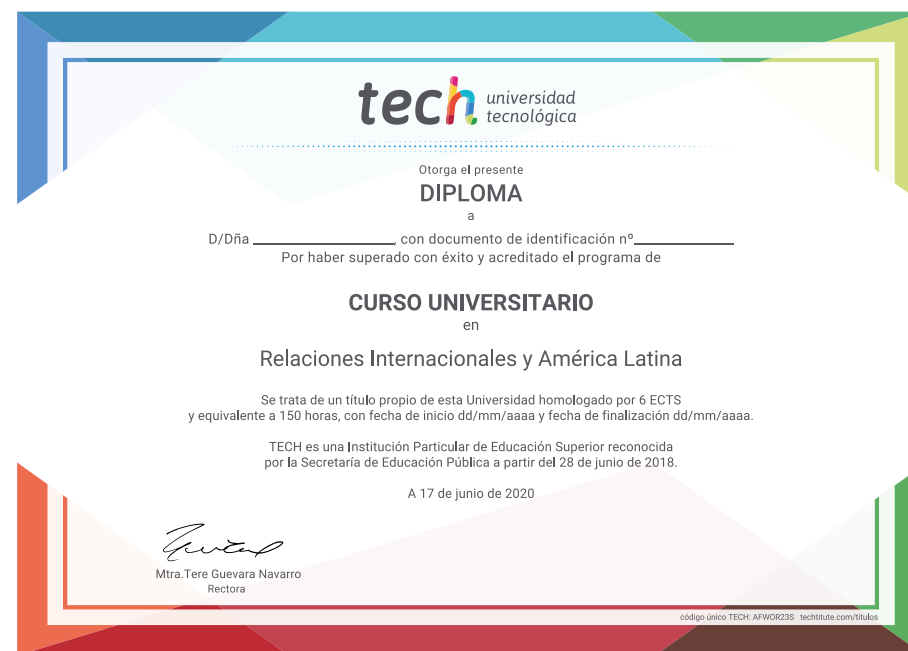 tech universidad
tecnológica
Otorga el presente
DIPLOMA
a
D/Dña ____________________, con documento de identificación nº______________
Por haber superado con éxito y acreditado el programa de
CURSO UNIVERSITARIO
en
Relaciones Internacionales y América Latina
Se trata de un título propio de esta Universidad homologado por 6 ECTS
y equivalente a 150 horas, con fecha de inicio dd/mm/aaaa y fecha de finalización dd/mm/aaaa.
TECH es una Institución Particular de Educación Superior reconocida
por la Secretaría de Educación Pública a partir del 28 de junio de 2018.
A 17 de junio de 2020
Mtra.Tere Guevara Navarro
Rectora
código único TECH: AFWOR23S techtitute.com/titulos